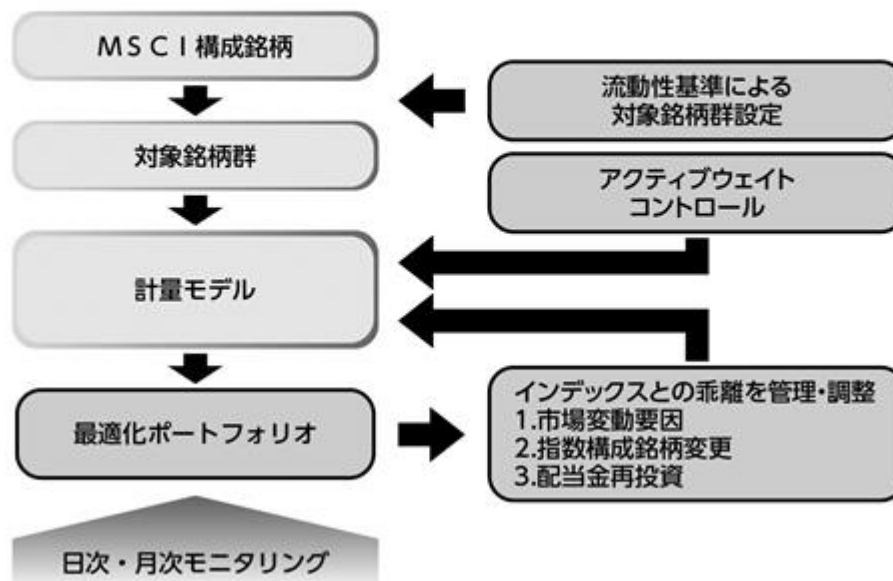 MSCI構成銘柄
流動性基準による
対象銘柄群設定
対象銘柄群
アクティブウェイト
コントロール
計量モデル
最適化ポートフォリオ
インデックスとの乖離を管理・調整
1.市場変動要因
2.指数構成銘柄変更
3.配当金再投資
日次・月次モニタリング